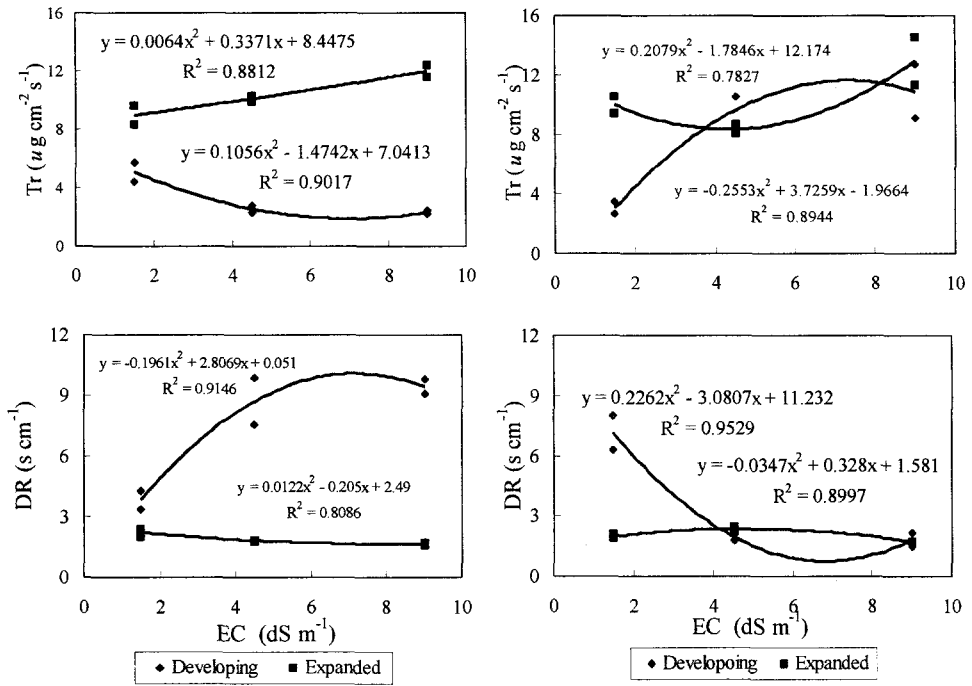 16
12
8
4
0
Tr (ug cm⁻² s⁻¹)
y = 0.0064x² + 0.3371x + 8.4475
R² = 0.8812
y = 0.1056x² - 1.4742x + 7.0413
R² = 0.9017
0 2 4 6 8 10
16
12
8
4
0
Tr (ug cm⁻² s⁻¹)
y = 0.2079x² - 1.7846x + 12.174
R² = 0.7827
y = -0.2553x² + 3.7259x - 1.9664
R² = 0.8944
0 2 4 6 8 10
12
9
6
3
0
DR (s cm⁻¹)
y = -0.1961x² + 2.8069x + 0.051
R² = 0.9146
y = 0.0122x² - 0.205x + 2.49
R² = 0.8086
0 2 4 6 8 10
EC (dS m⁻¹)
Developing Expanded
12
9
6
3
0
DR (s cm⁻¹)
y = 0.2262x² - 3.0807x + 11.232
R² = 0.9529
y = -0.0347x² + 0.328x + 1.581
R² = 0.8997
0 2 4 6 8 10
EC (dS m⁻¹)
Developoing Expanded